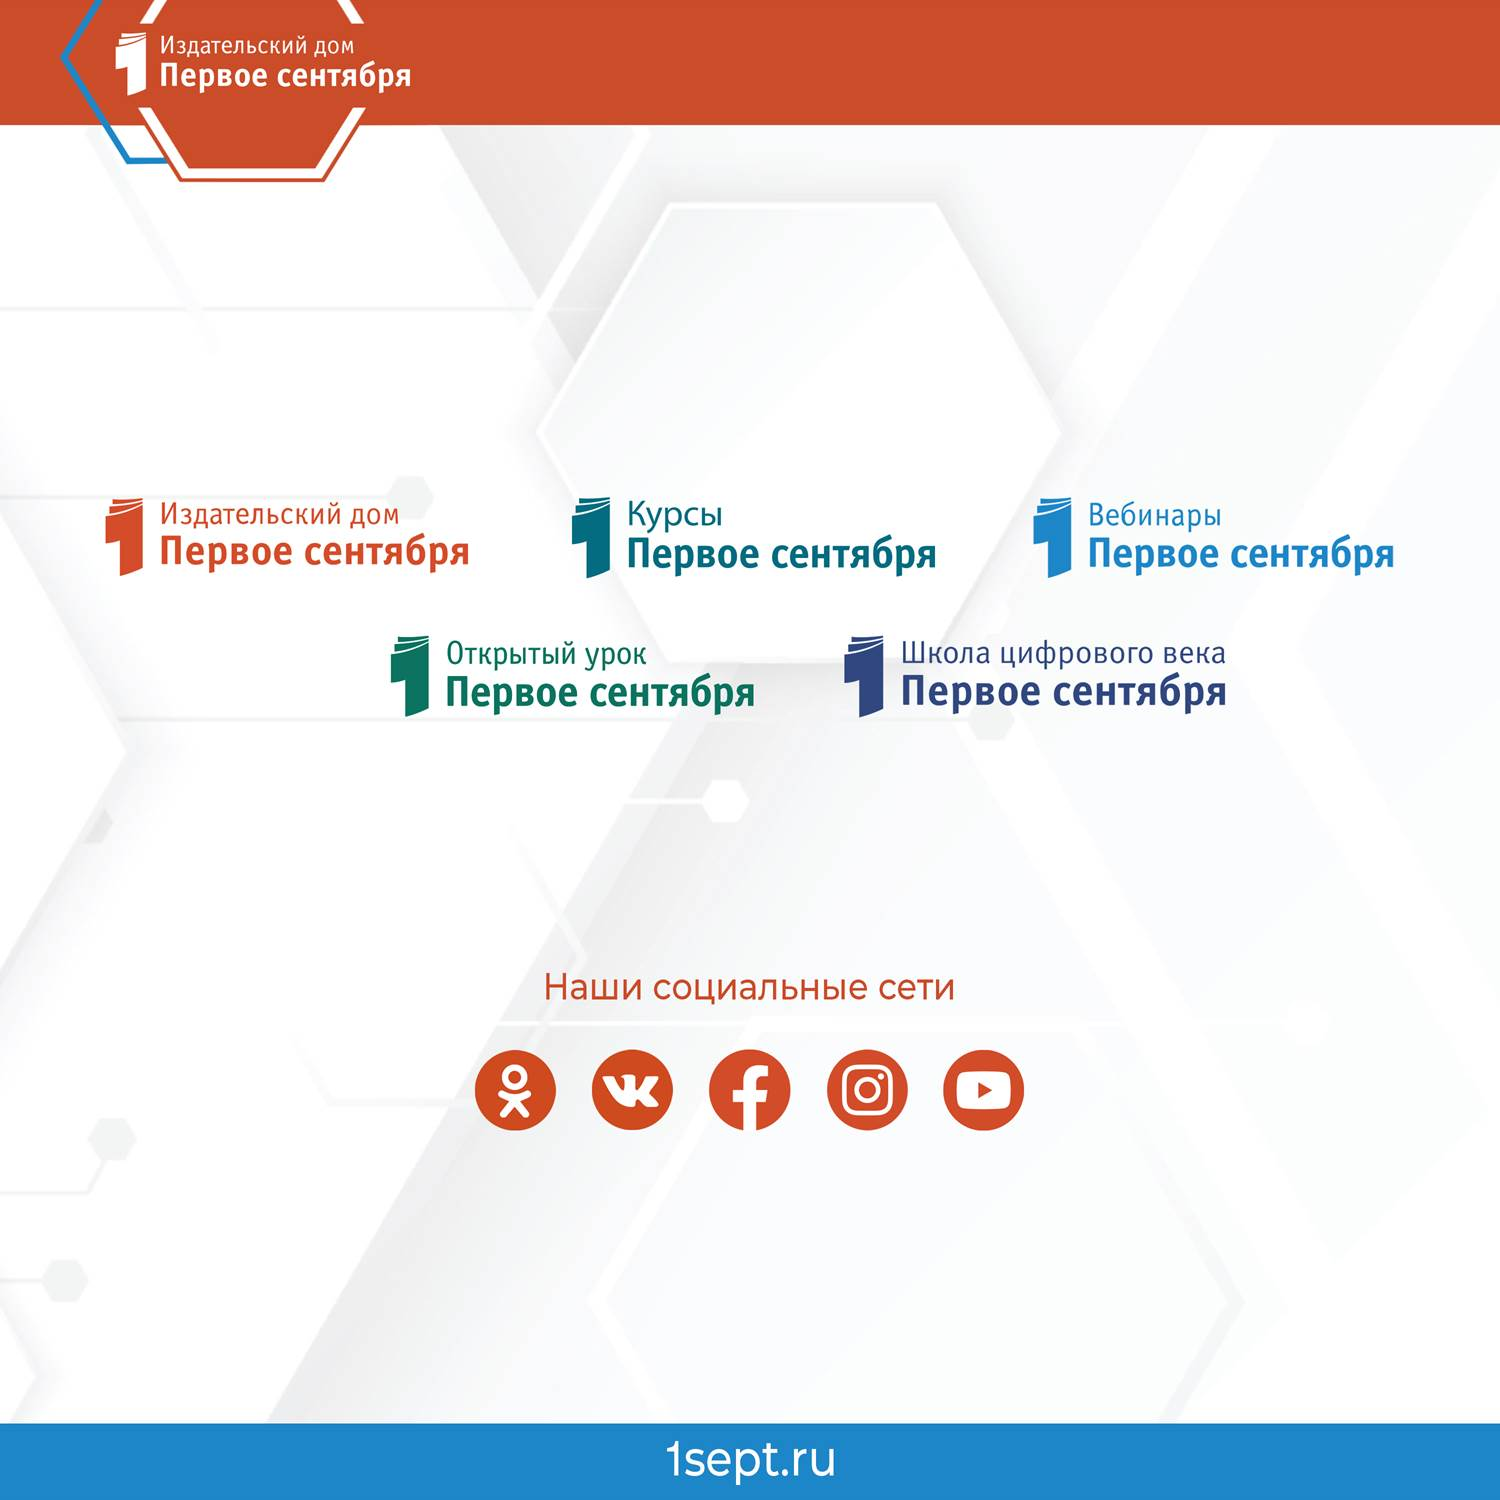 Издательский дом
Первое сентября
Издательский дом
Первое сентября
Курсы
Первое сентября
Вебинары
Первое сентября
Открытый урок
Первое сентября
Школа цифрового века
Первое сентября
Наши социальные сети
1sept.ru